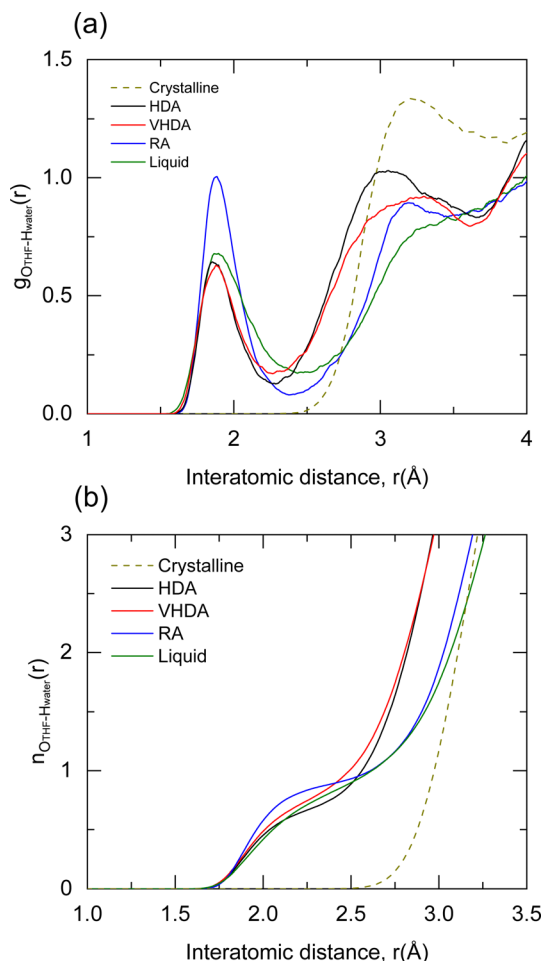 (a)
1.5
1.0
0.5
0.0
gOTHF-Hwater(r)
Crystalline
HDA
VHDA
RA
Liquid
1 2 3 4
Interatomic distance, r(Å)
(b)
3
2
1
0
nOTHF-Hwater(r)
Crystalline
HDA
VHDA
RA
Liquid
1.0 1.5 2.0 2.5 3.0 3.5
Interatomic distance, r(Å)